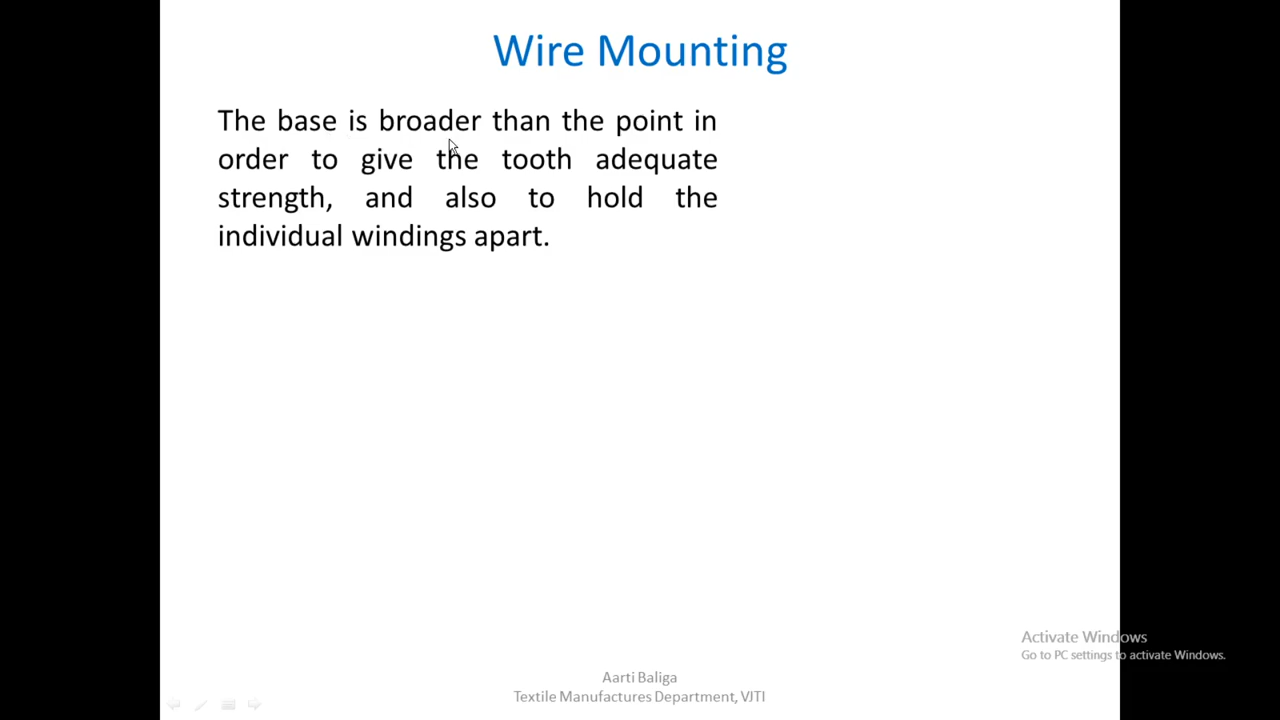 Wire Mounting
The base is broader than the point in
order to give the tooth adequate
strength, and also to hold the
individual windings apart.
Activate Windows
Go to PC settings to activate Windows.
Aarti Baliga
Textile Manufactures Department, VJTI